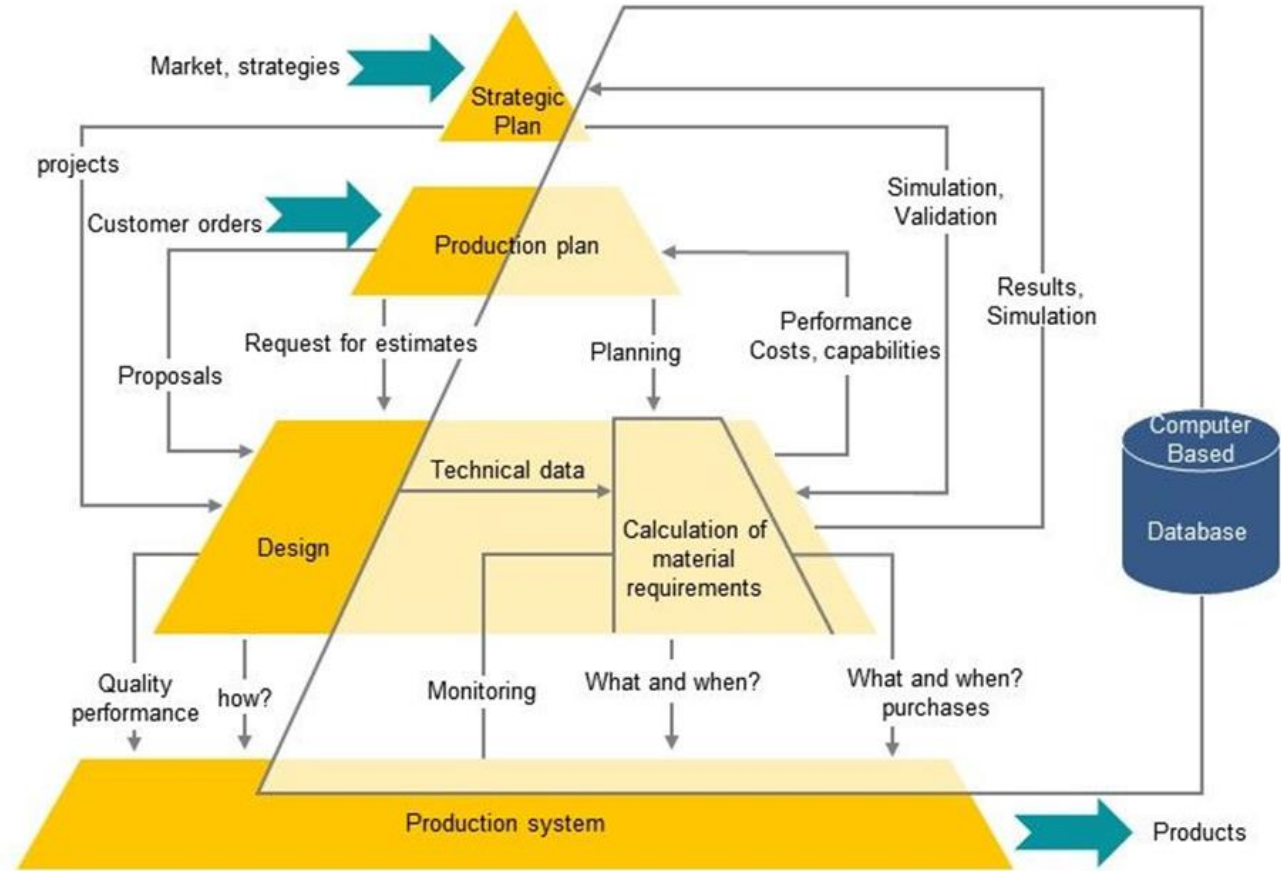 Market, strategies
Strategic
Plan
projects
Simulation,
Validation
Customer orders
Production plan
Results,
Simulation
Performance
Costs, capabilities
Request for estimates
Planning
Proposals
Computer
Based
Database
Technical data
Design
Calculation of
material
requirements
Quality
performance
how?
Monitoring
What and when?
What and when?
purchases
Production system
Products